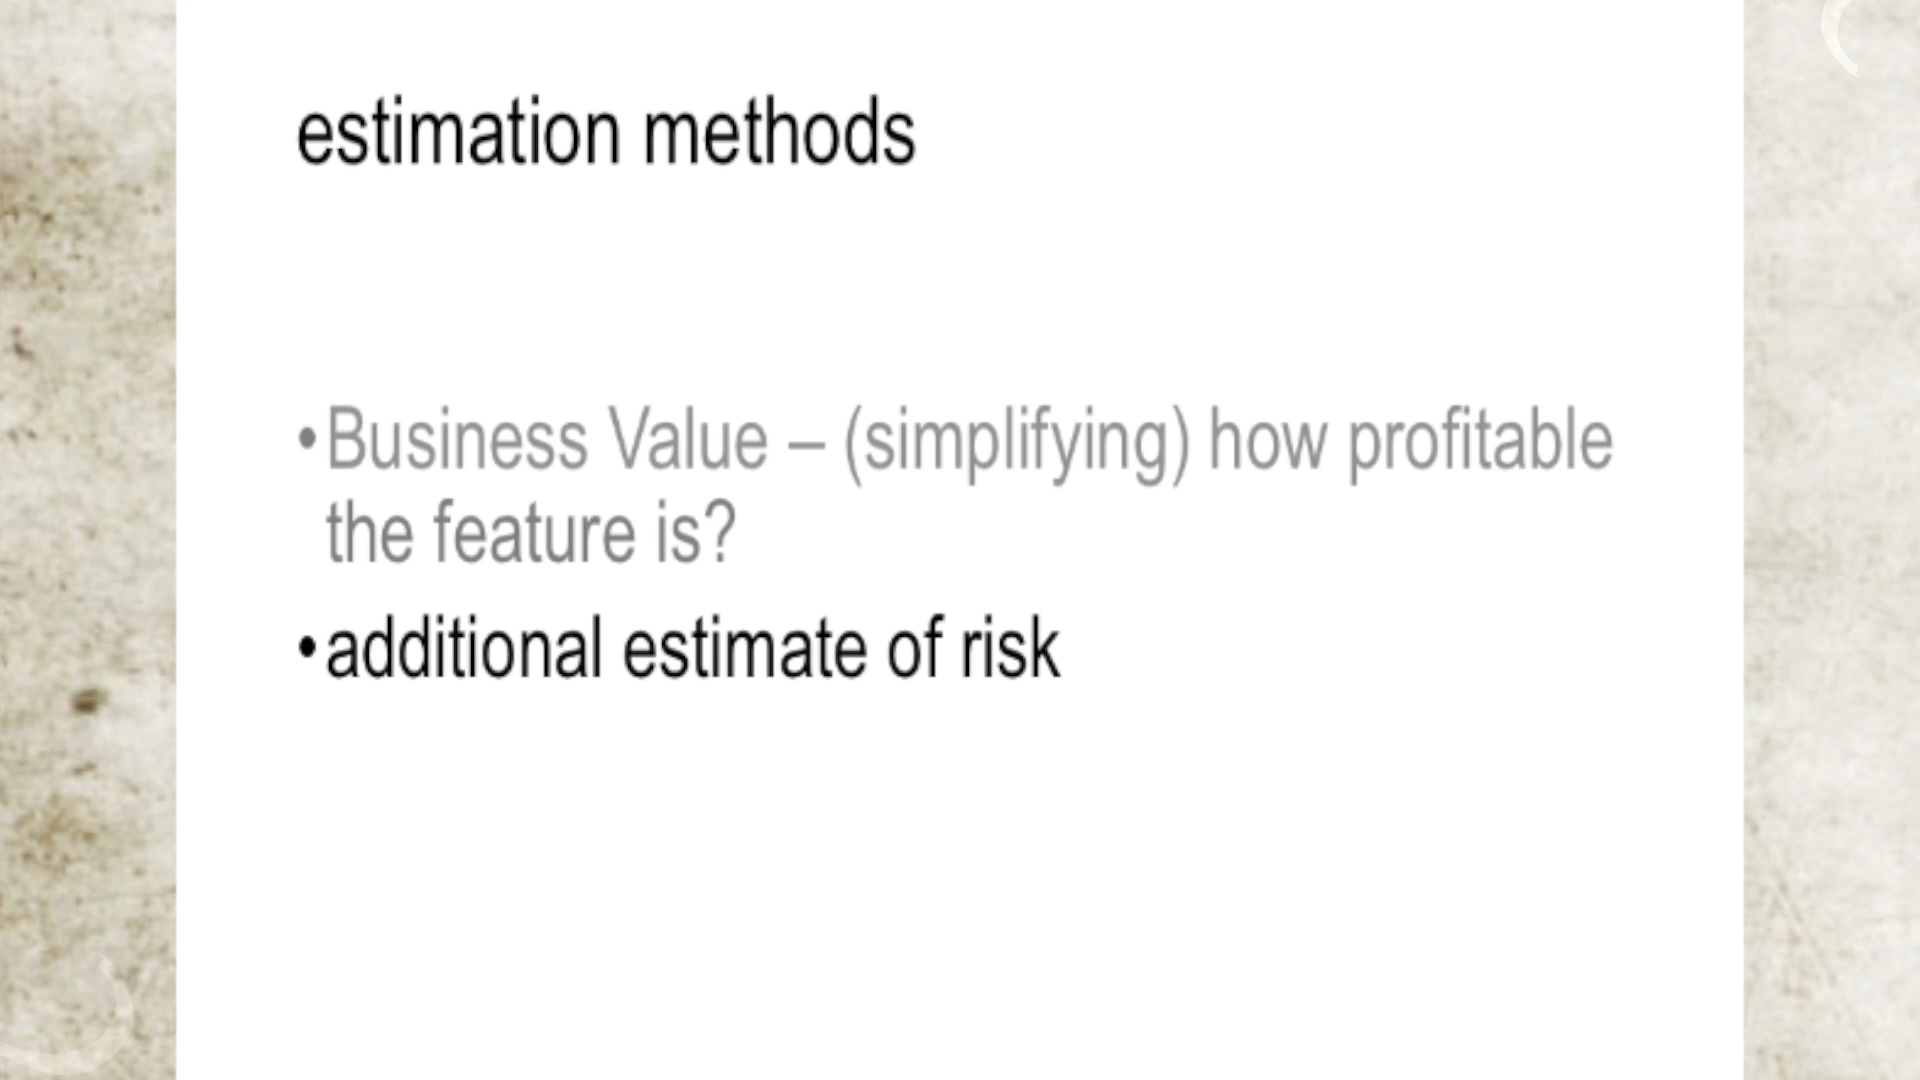 estimation methods
•Business Value – (simplifying) how profitable
the feature is?
•additional estimate of risk